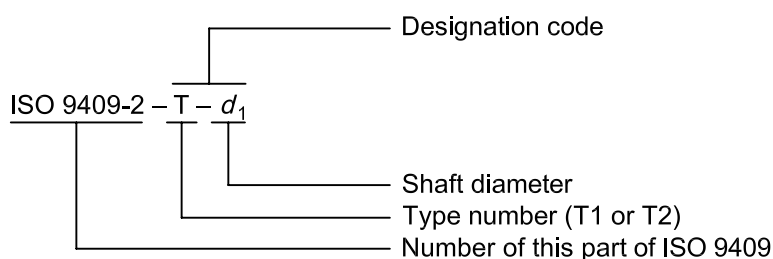 Designation code
ISO 9409-2 – T – d₁
Shaft diameter
Type number (T1 or T2)
Number of this part of ISO 9409